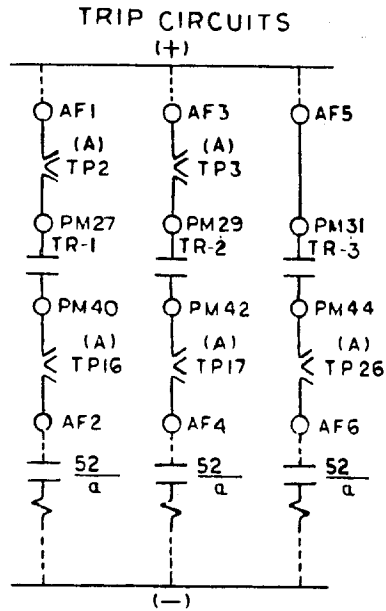 TRIP CIRCUITS
(+)
AF1 AF3 AF5
(A) (A)
TP2 TP3
PM27 PM29 PM31
TR-1 TR-2 TR-3
PM40 PM42 PM44
(A) (A) (A)
TP16 TP17 TP26
AF2 AF4 AF6
52 52 52
a a a
(-)